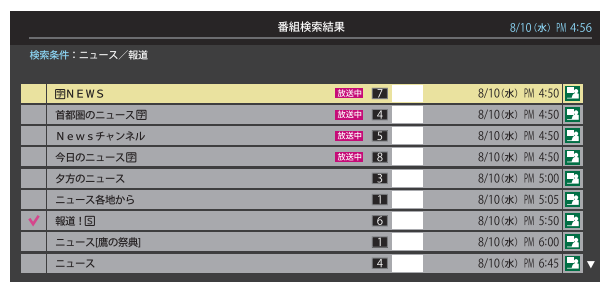 番組検索結果 8/10(水) PM 4:56
検索条件：ニュース／報道
🈑NEWS 放送中 7 8/10(水) PM 4:50
首都圏のニュース🈑 放送中 4 8/10(水) PM 4:50
Newsチャンネル 放送中 5 8/10(水) PM 4:50
今日のニュース🈑 放送中 8 8/10(水) PM 4:50
夕方のニュース 3 8/10(水) PM 5:00
ニュース各地から 1 8/10(水) PM 5:05
報道！🅂 6 8/10(水) PM 5:50
ニュース[鷹の祭典] 1 8/10(水) PM 6:00
ニュース 4 8/10(水) PM 6:45 ▼